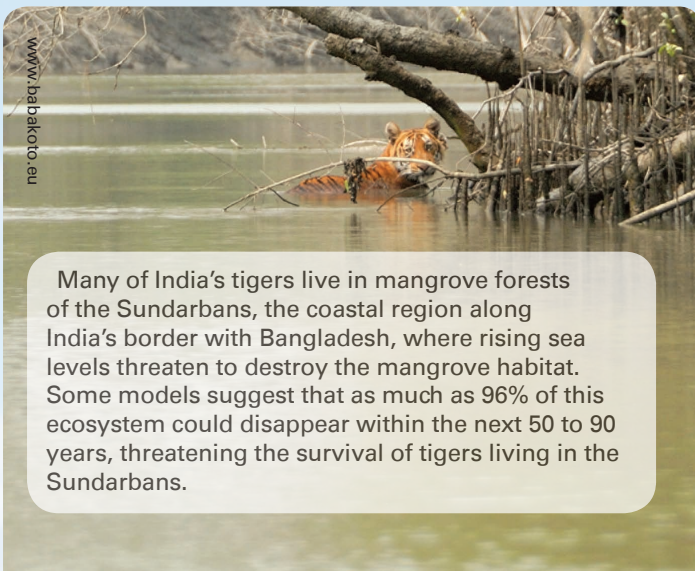 www.babakoto.eu
Many of India's tigers live in mangrove forests
of the Sundarbans, the coastal region along
India's border with Bangladesh, where rising sea
levels threaten to destroy the mangrove habitat.
Some models suggest that as much as 96% of this
ecosystem could disappear within the next 50 to 90
years, threatening the survival of tigers living in the
Sundarbans.